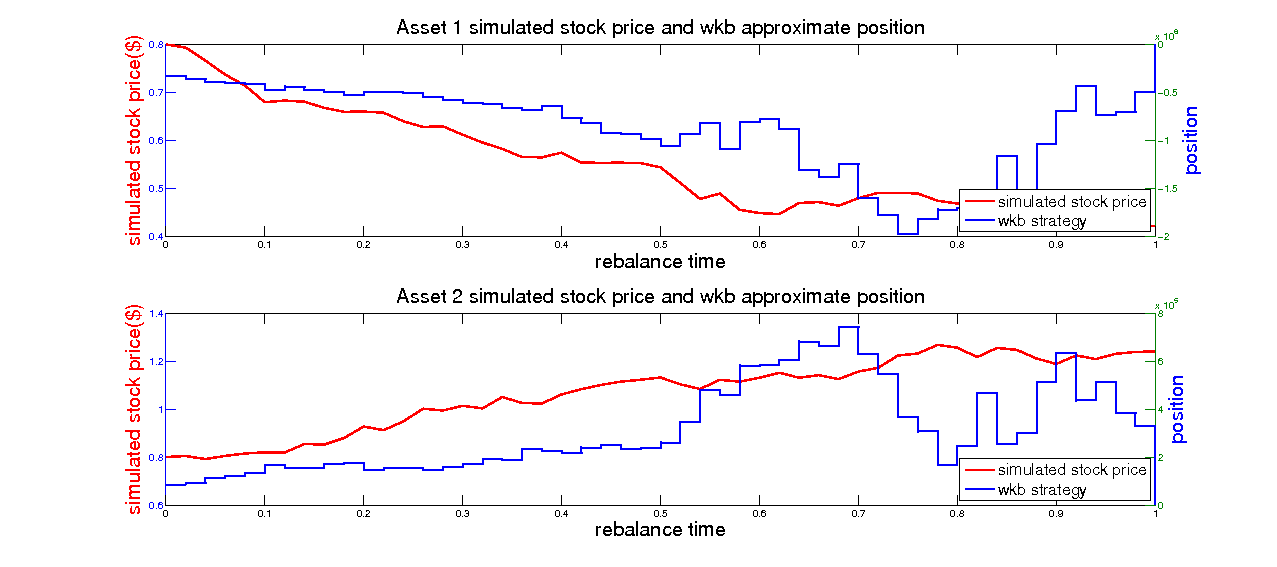 Asset 1 simulated stock price and wkb approximate position
x 10
simulated stock price($)
0.8
0.7
0.6
0.5
0.4
0
−0.5
−1
−1.5
−2
position
simulated stock price
wkb strategy
0 0.1 0.2 0.3 0.4 0.5 0.6 0.7 0.8 0.9 1
rebalance time
Asset 2 simulated stock price and wkb approximate position
x 10
simulated stock price($)
1.4
1.2
1
0.8
0.6
8
6
4
2
0
position
simulated stock price
wkb strategy
0 0.1 0.2 0.3 0.4 0.5 0.6 0.7 0.8 0.9 1
rebalance time